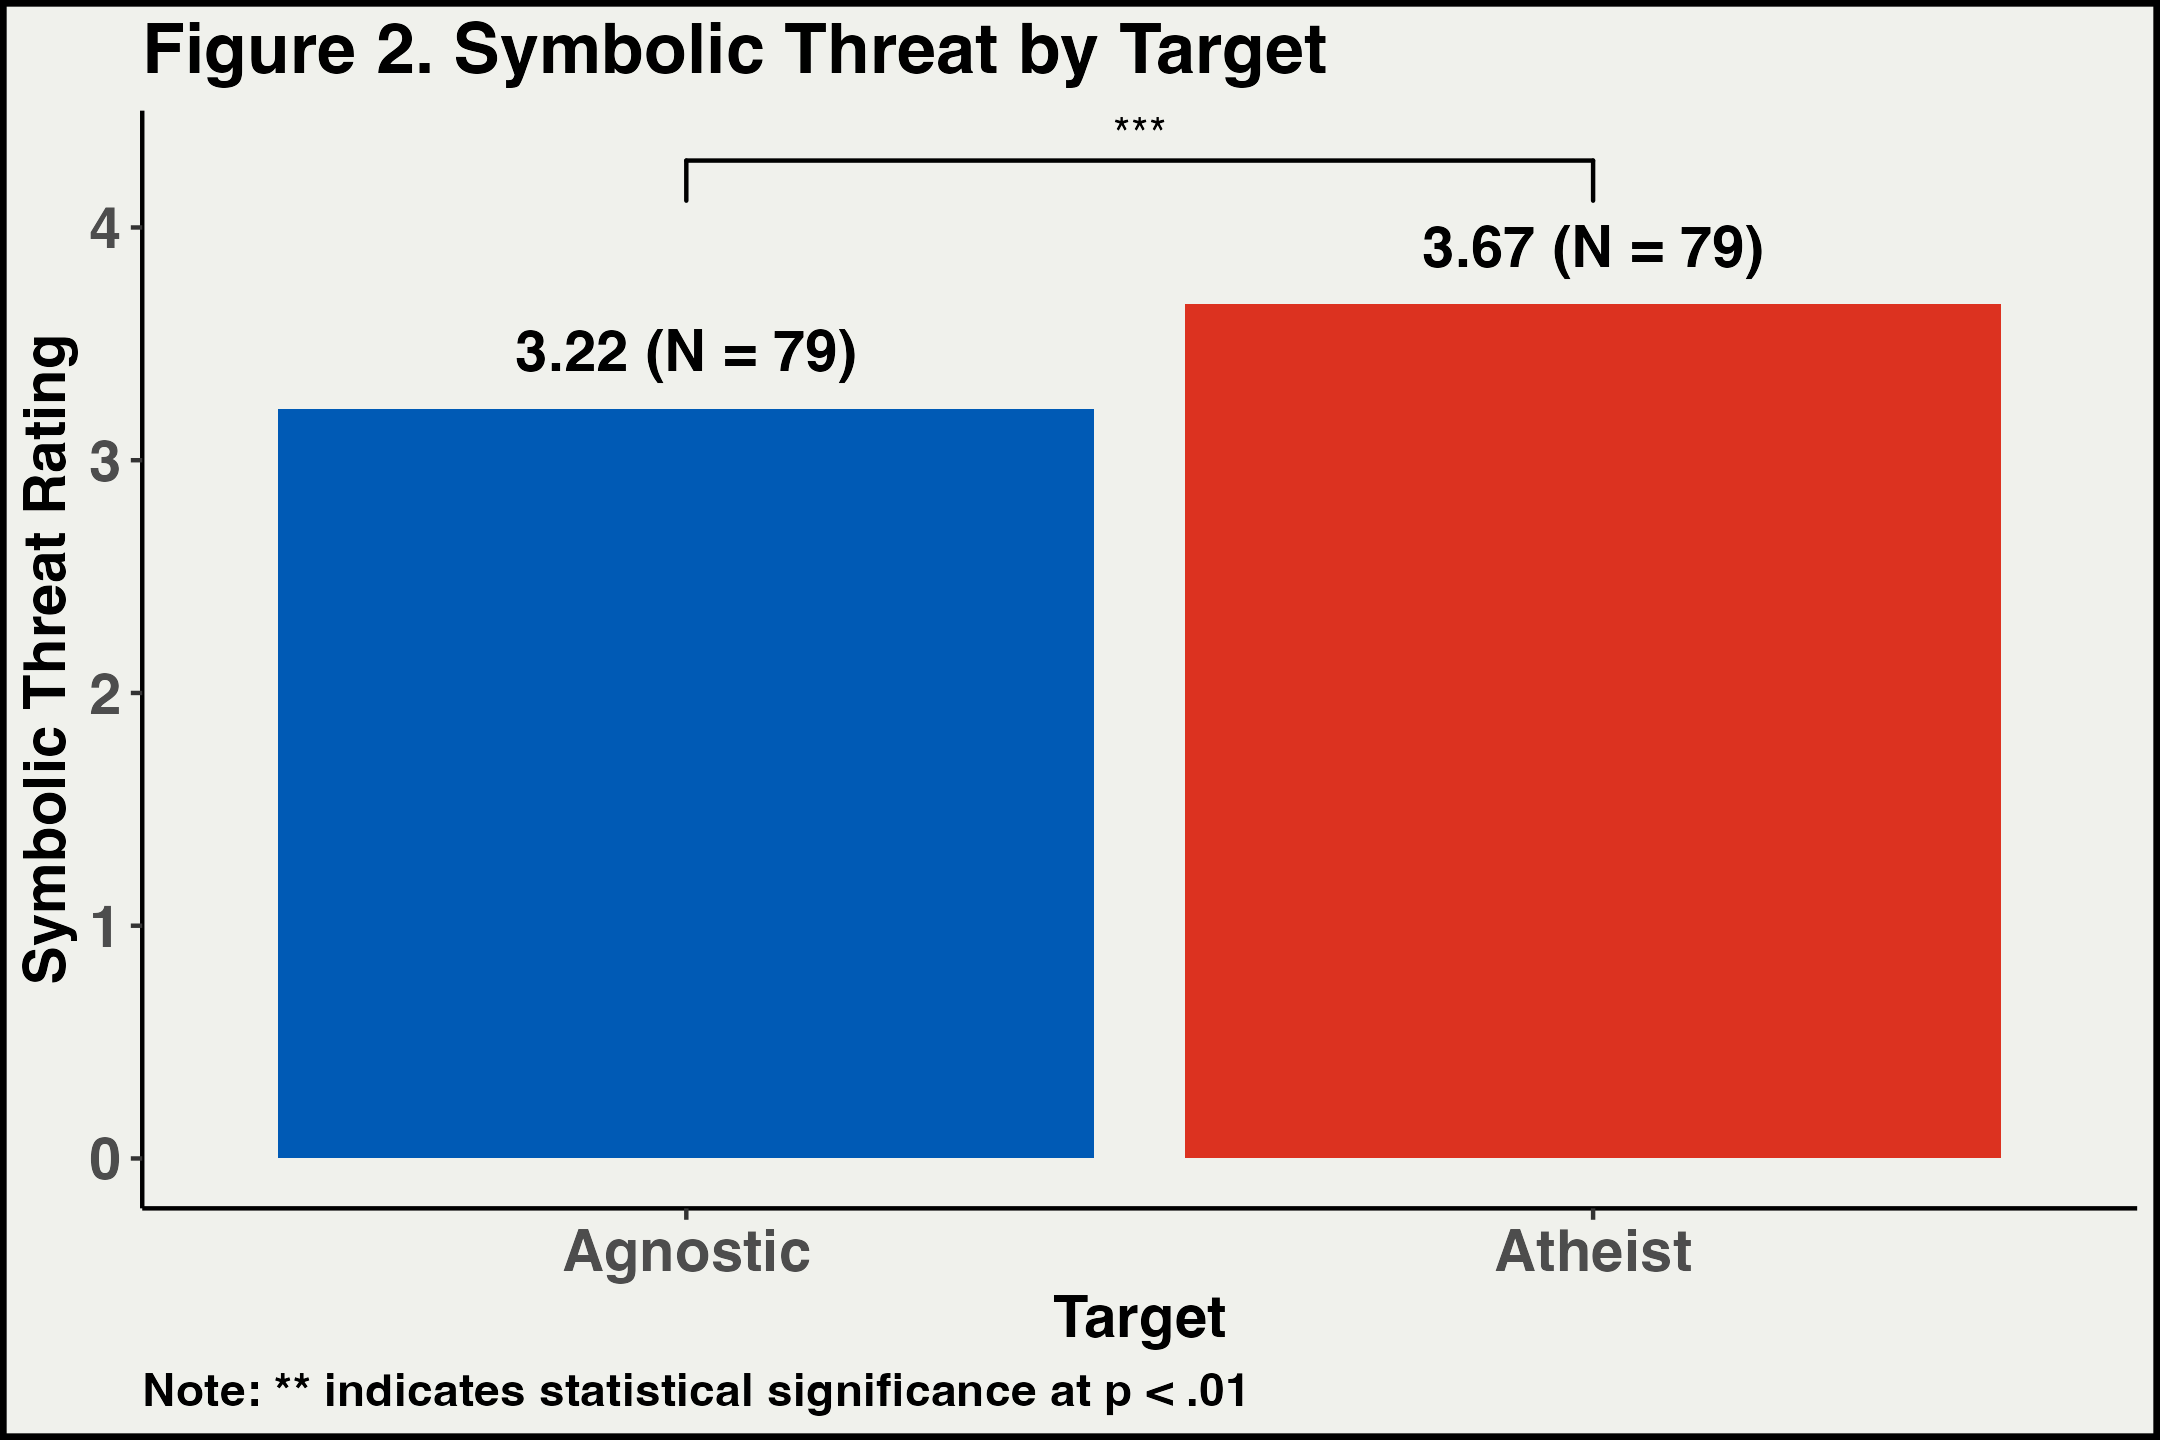 Figure 2. Symbolic Threat by Target
***
4
3.67 (N = 79)
3.22 (N = 79)
3
2
1
0
Symbolic Threat Rating
Agnostic
Atheist
Target
Note: ** indicates statistical significance at p < .01